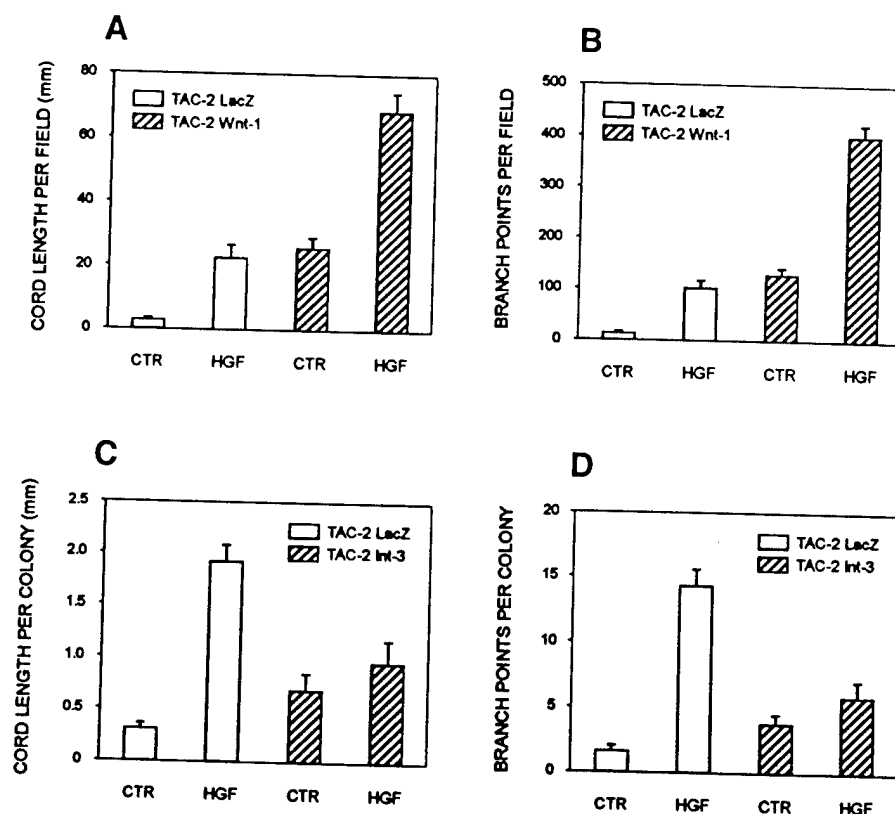 A
CORD LENGTH PER FIELD (mm)
80
60
40
20
0
TAC-2 LacZ
TAC-2 Wnt-1
CTR HGF CTR HGF
B
BRANCH POINTS PER FIELD
500
400
300
200
100
0
TAC-2 LacZ
TAC-2 Wnt-1
CTR HGF CTR HGF
C
CORD LENGTH PER COLONY (mm)
2.5
2.0
1.5
1.0
0.5
0
TAC-2 LacZ
TAC-2 Int-3
CTR HGF CTR HGF
D
BRANCH POINTS PER COLONY
20
15
10
5
0
TAC-2 LacZ
TAC-2 Int-3
CTR HGF CTR HGF